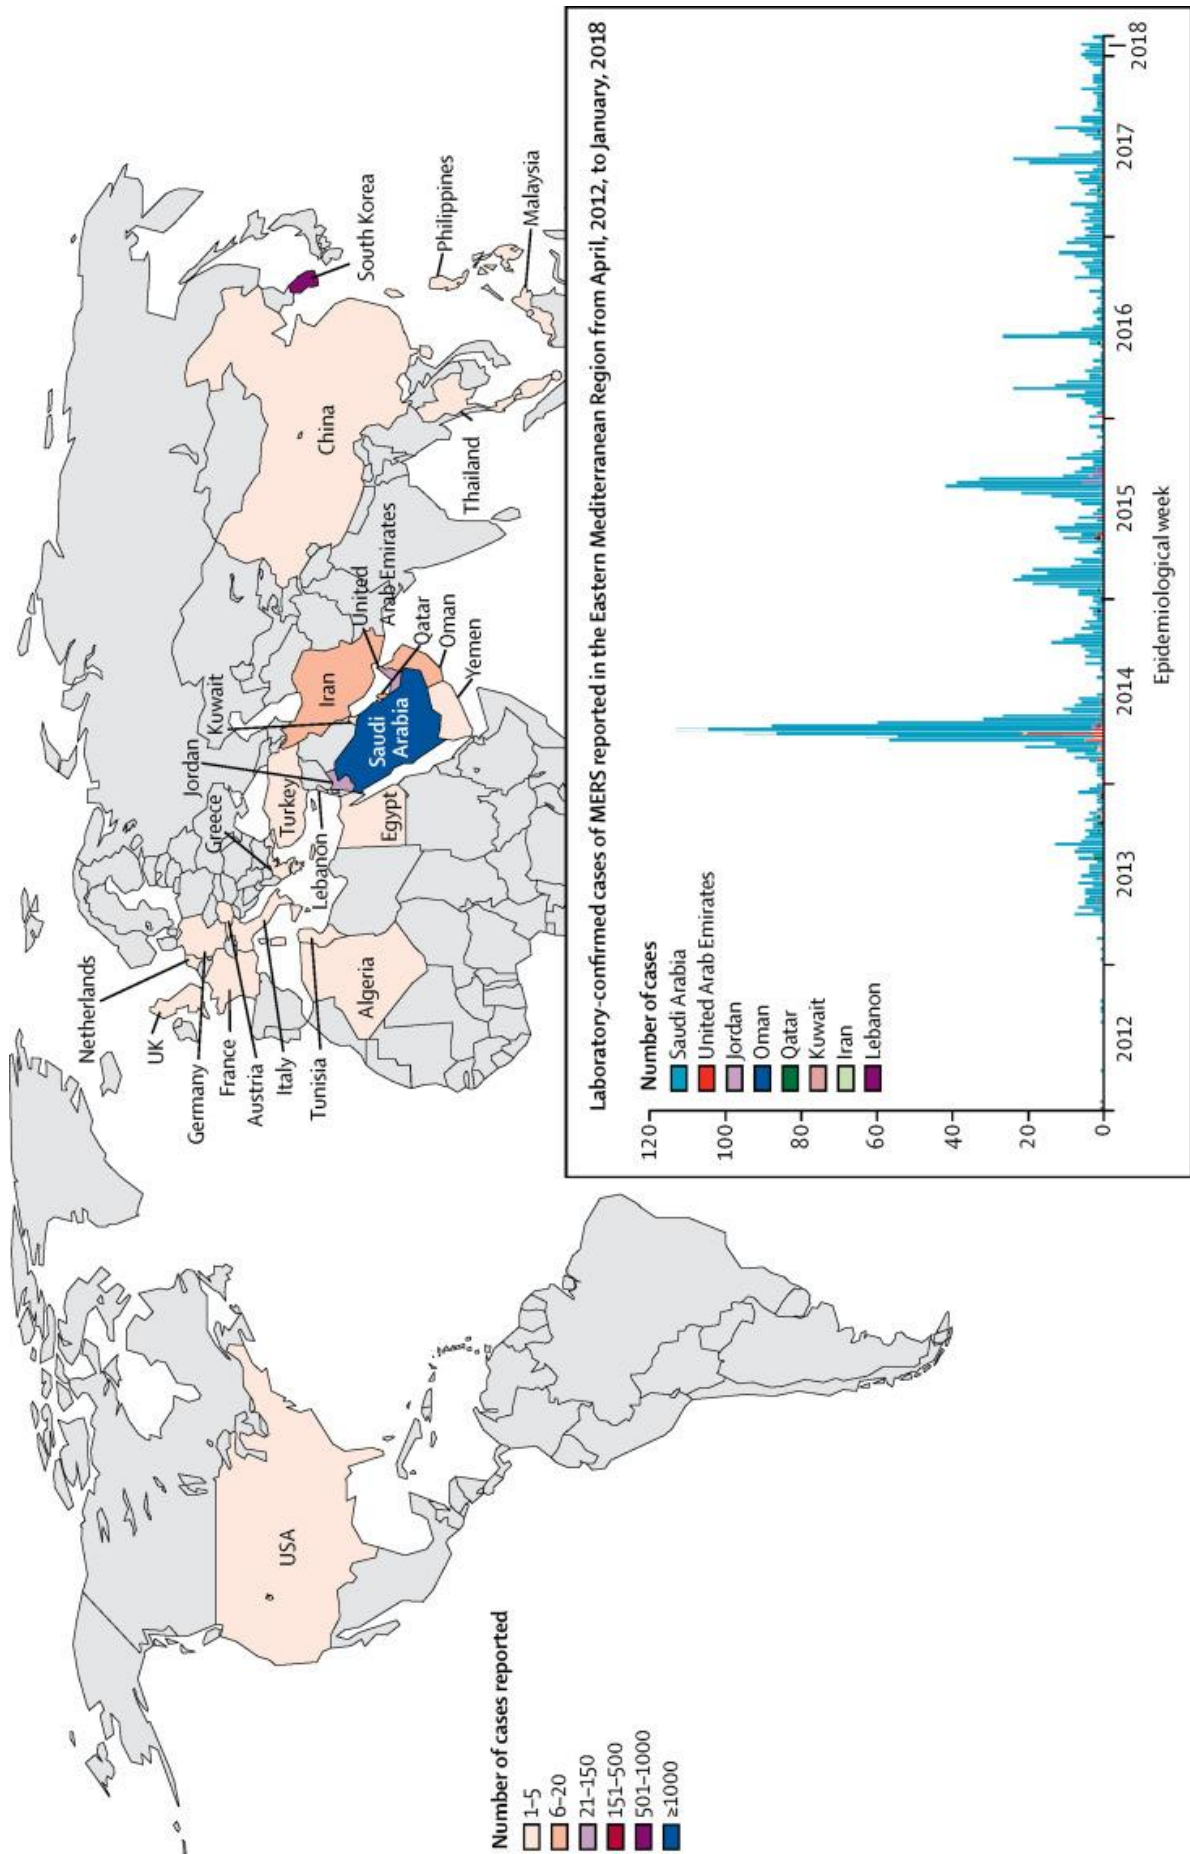 Number of cases reported
1–5
6–20
21–150
151–500
501–1000
≥1000
USA
Netherlands
UK
Germany
France
Austria
Italy
Tunisia
Algeria
Greece
Jordan
Kuwait
Turkey
Lebanon
Egypt
Iran
Saudi
Arabia
United
Arab Emirates
Qatar
Oman
Yemen
China
Thailand
South Korea
Philippines
Malaysia
Laboratory-confirmed cases of MERS reported in the Eastern Mediterranean Region from April, 2012, to January, 2018
Number of cases
Saudi Arabia
United Arab Emirates
Jordan
Oman
Qatar
Kuwait
Iran
Lebanon
120
100
80
60
40
20
0
2012
2013
2014
2015
2016
2017
2018
Epidemiological week